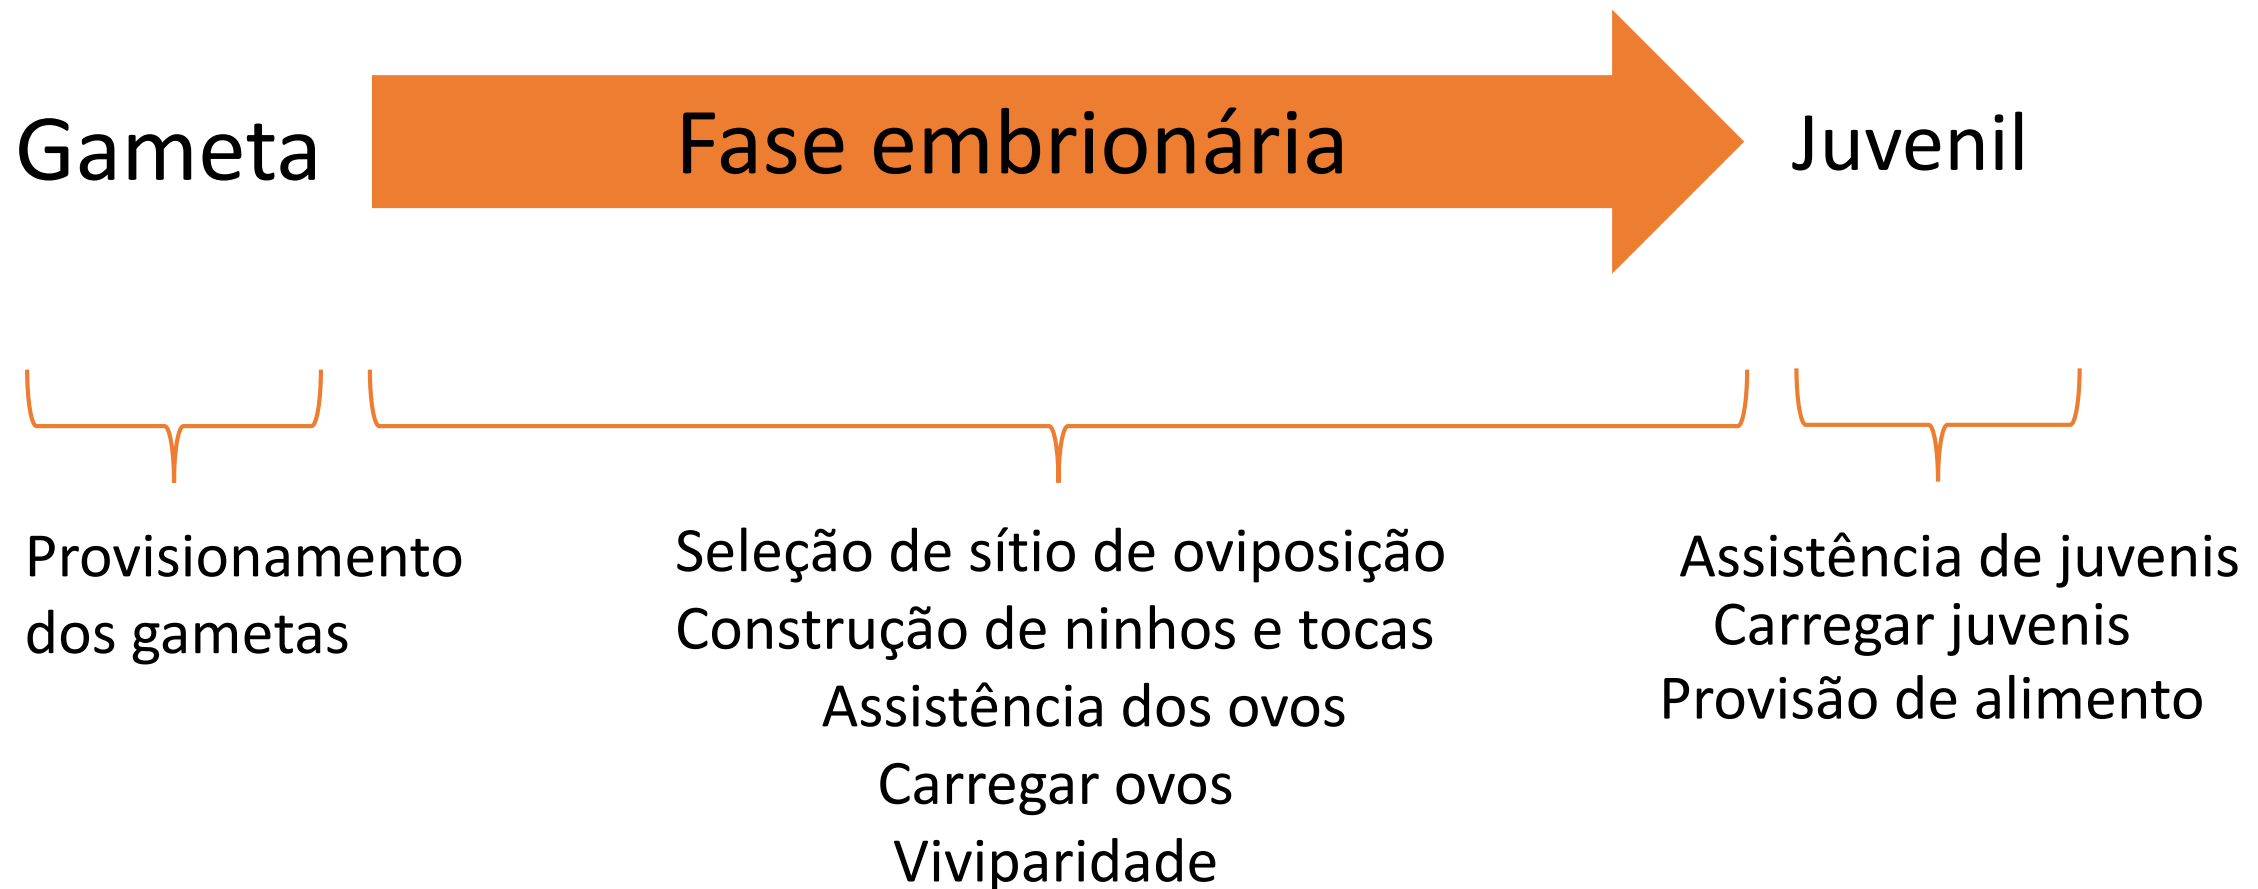 Gameta
Fase embrionária
Juvenil
Provisionamento
dos gametas
Seleção de sítio de oviposição
Construção de ninhos e tocas
Assistência dos ovos
Carregar ovos
Viviparidade
Assistência de juvenis
Carregar juvenis
Provisão de alimento